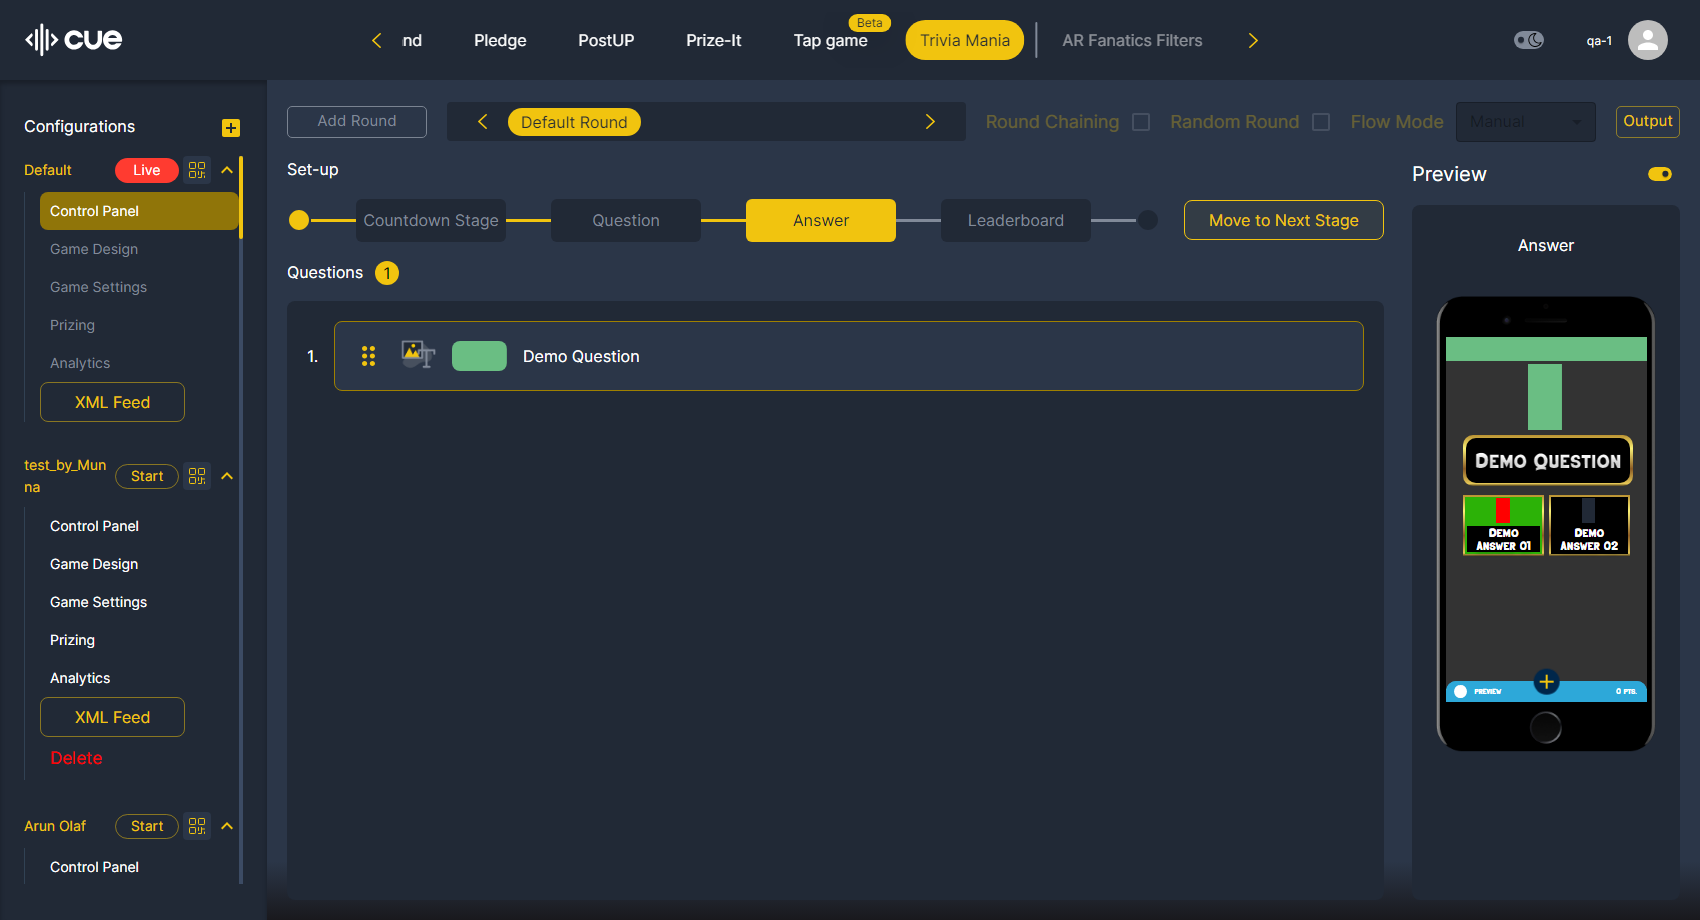 cue
nd
Pledge
PostUP
Prize-It
Beta
Tap game
Trivia Mania
AR Fanatics Filters
qa-1
Configurations
Default
Live
Control Panel
Game Design
Game Settings
Prizing
Analytics
XML Feed
test_by_Mun
na
Start
Control Panel
Game Design
Game Settings
Prizing
Analytics
XML Feed
Delete
Arun Olaf
Start
Control Panel
Add Round
Default Round
Round Chaining
Random Round
Flow Mode
Manual
Output
Set-up
Countdown Stage
Question
Answer
Leaderboard
Move to Next Stage
Questions 1
1.
Demo Question
Preview
Answer
Demo Question
Demo
Answer 01
Demo
Answer 02
PREVIEW
0 PTS.